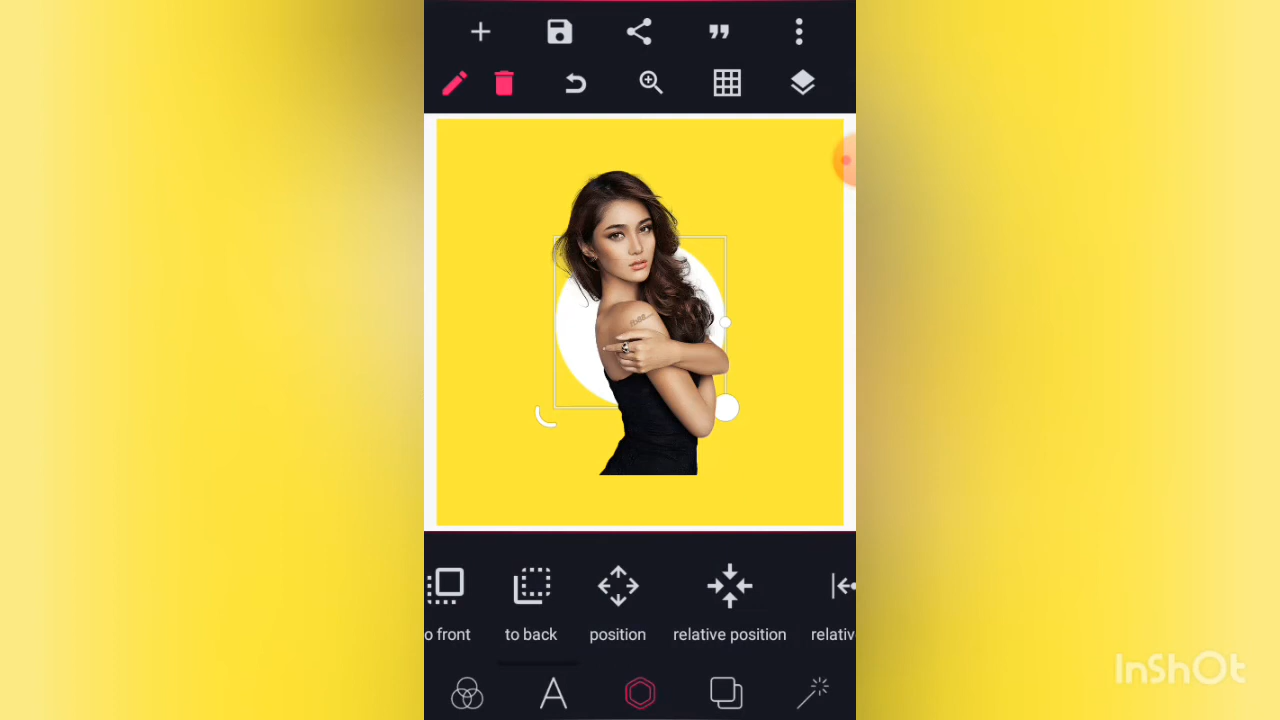 o front
to back
position
relative position
relativ
InShOt